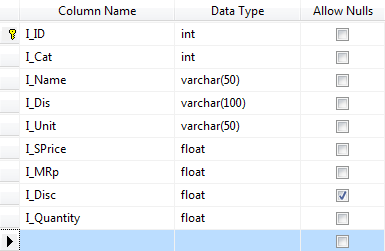 Column Name Data Type Allow Nulls
I_ID int
I_Cat int
I_Name varchar(50)
I_Dis varchar(100)
I_Unit varchar(50)
I_SPrice float
I_MRp float
I_Disc float
I_Quantity float